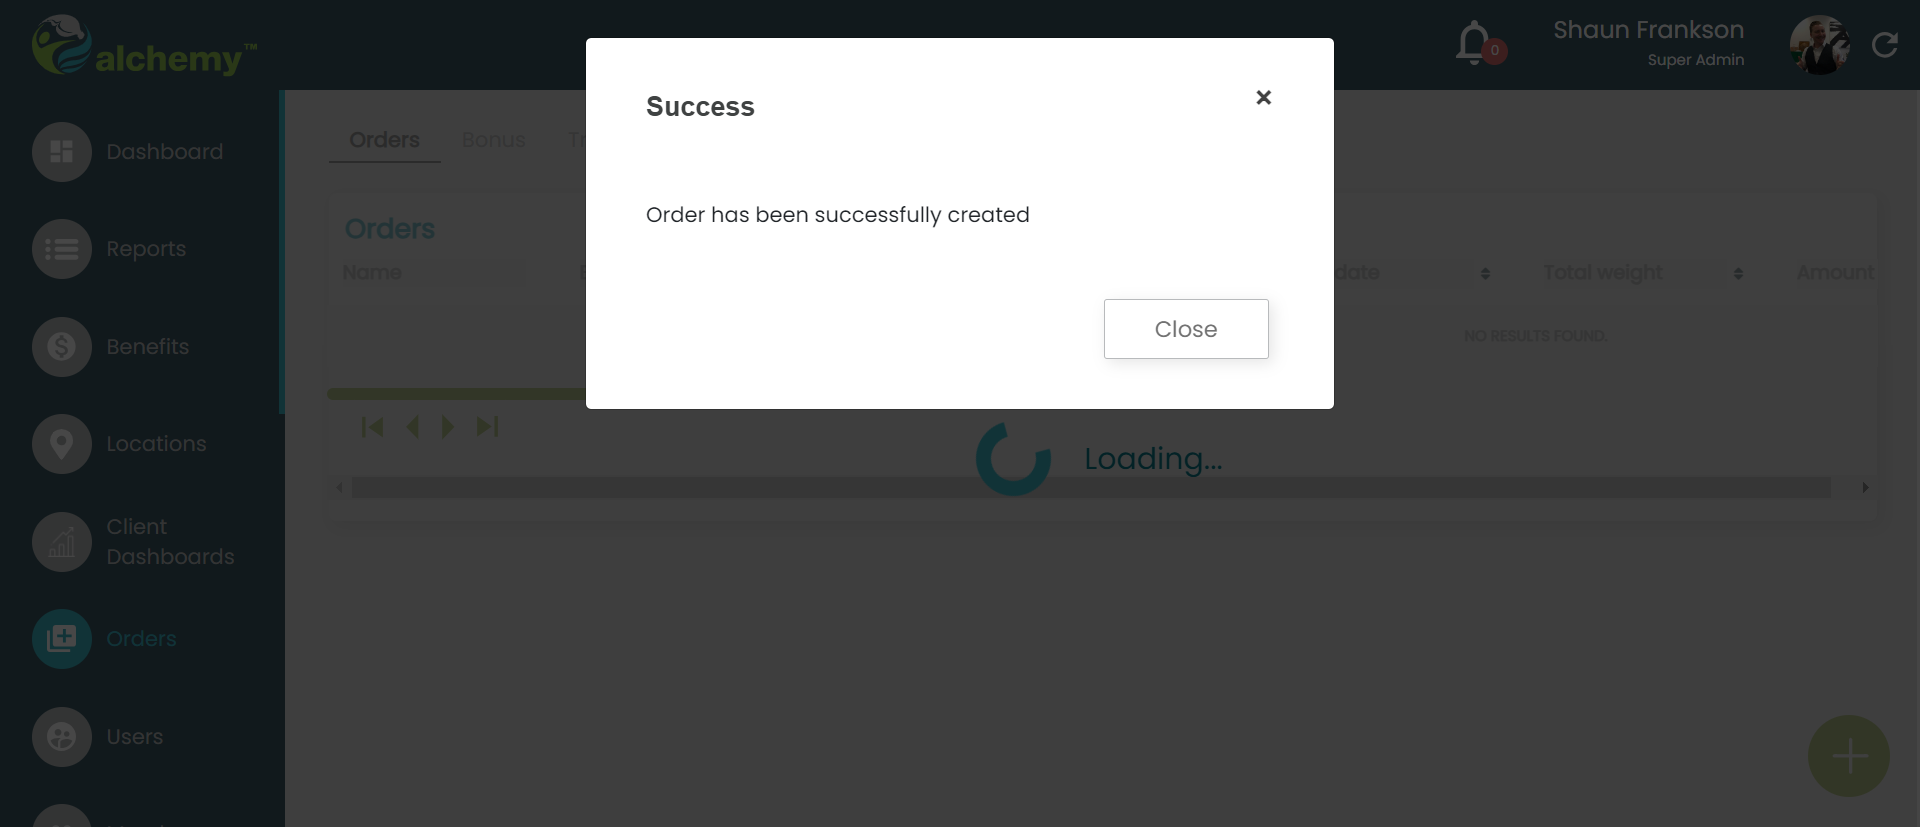 alchemy™
0
Shaun Frankson
Super Admin
Dashboard
Reports
Benefits
Locations
Client
Dashboards
Orders
Users
Orders
Bonus
Orders
Name
date
Total weight
Amount
NO RESULTS FOUND.
Loading...
Success
×
Order has been successfully created
Close